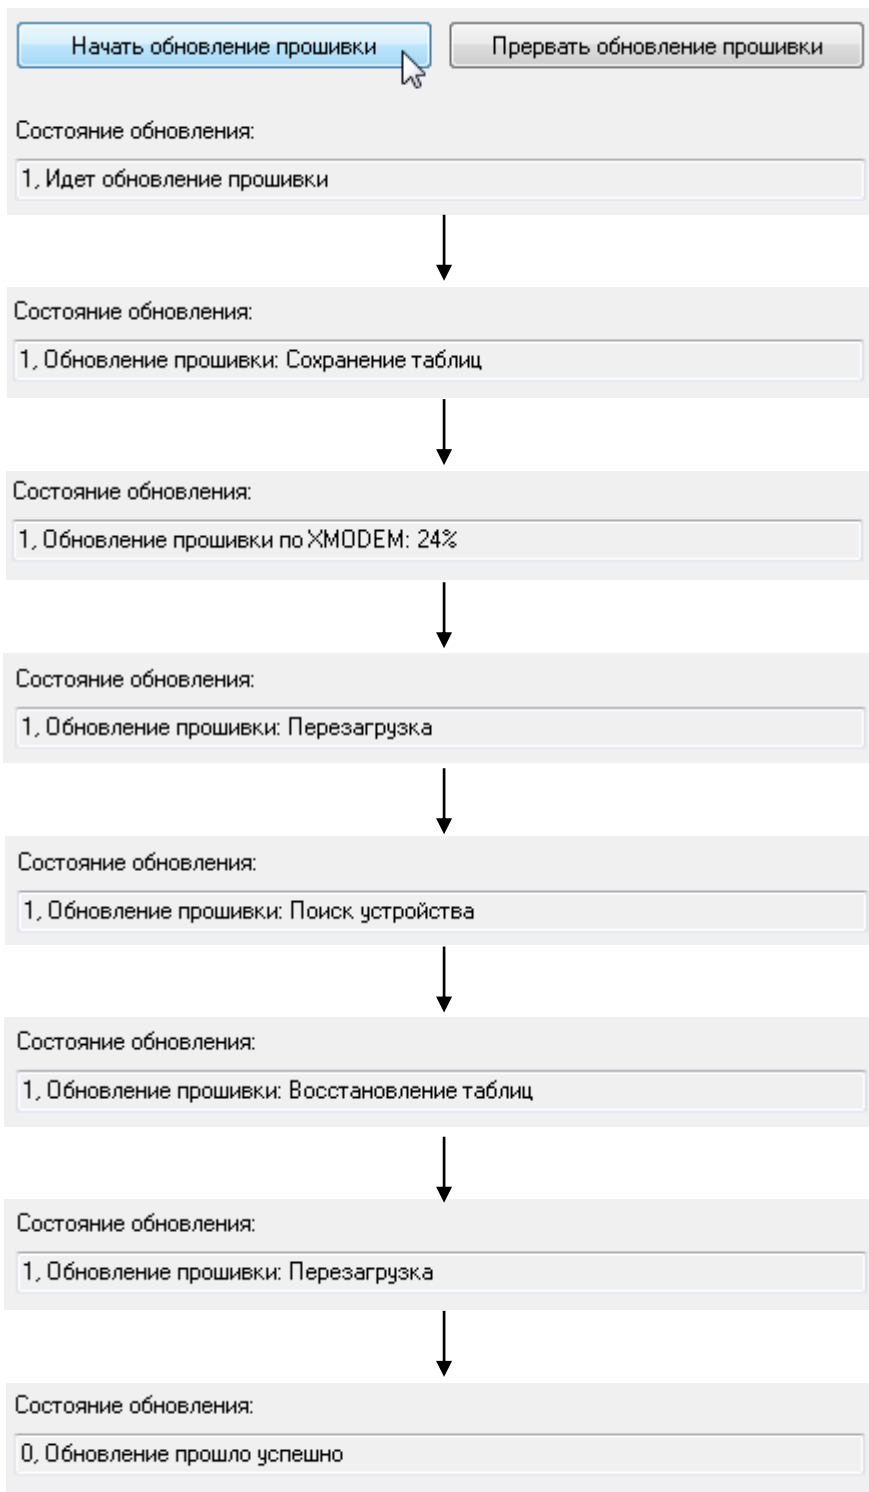 Начать обновление прошивки Прервать обновление прошивки
Состояние обновления:
1, Идет обновление прошивки
Состояние обновления:
1, Обновление прошивки: Сохранение таблиц
Состояние обновления:
1, Обновление прошивки по XMODEM: 24%
Состояние обновления:
1, Обновление прошивки: Перезагрузка
Состояние обновления:
1, Обновление прошивки: Поиск устройства
Состояние обновления:
1, Обновление прошивки: Восстановление таблиц
Состояние обновления:
1, Обновление прошивки: Перезагрузка
Состояние обновления:
0, Обновление прошло успешно